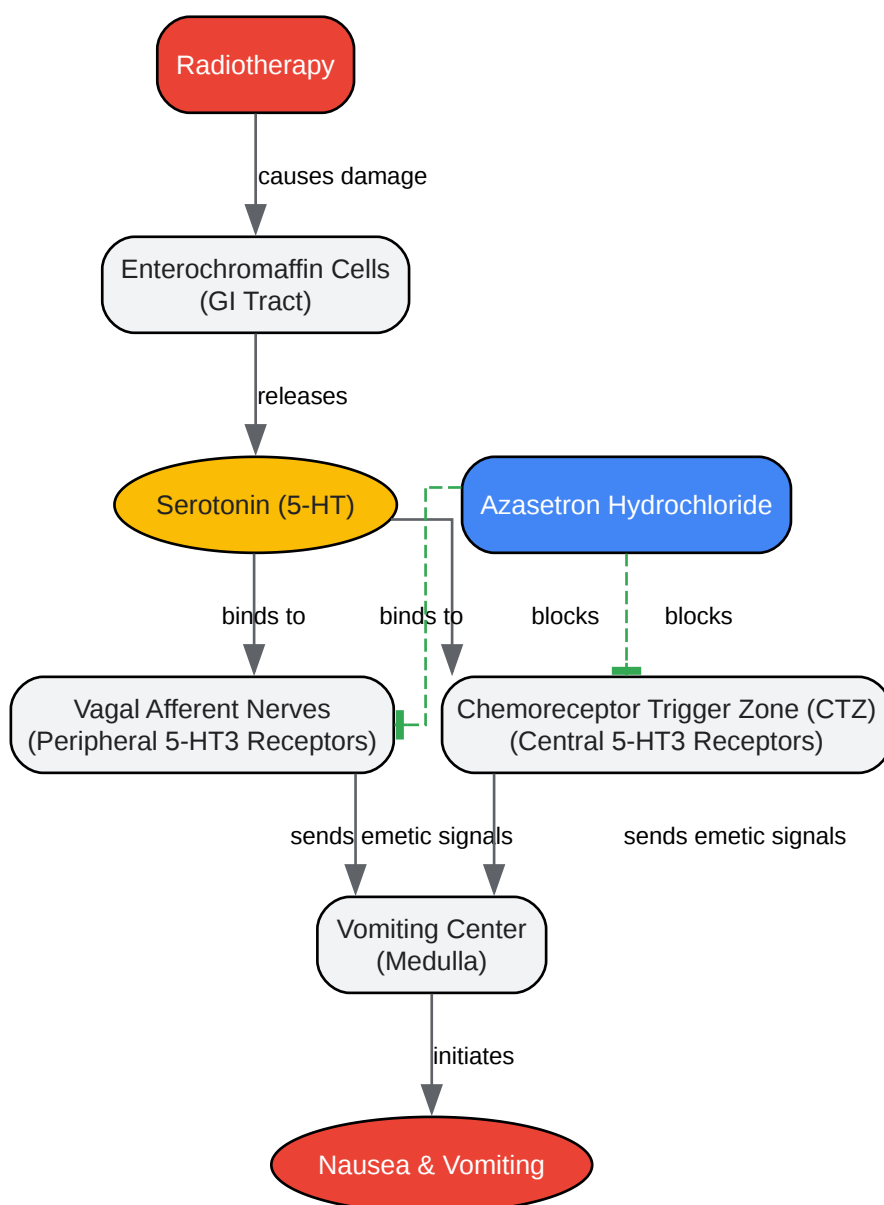 Radiotherapy
causes damage
Enterochromaffin Cells
(GI Tract)
releases
Serotonin (5-HT)
Azasetron Hydrochloride
binds to
binds to
blocks
blocks
Vagal Afferent Nerves
(Peripheral 5-HT3 Receptors)
Chemoreceptor Trigger Zone (CTZ)
(Central 5-HT3 Receptors)
sends emetic signals
sends emetic signals
Vomiting Center
(Medulla)
initiates
Nausea & Vomiting